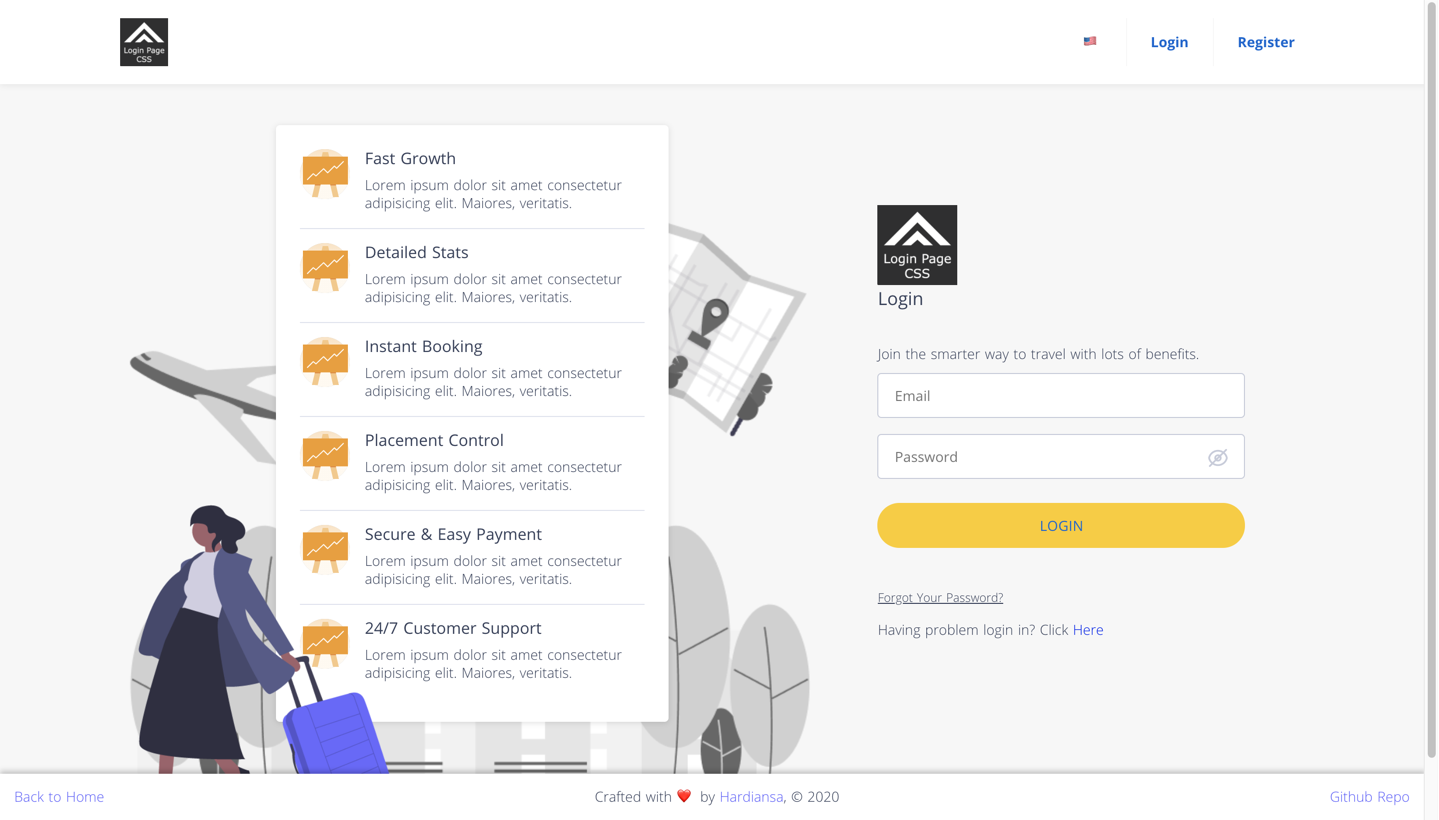 Login Page
CSS
Login
Register
Fast Growth
Lorem ipsum dolor sit amet consectetur
adipisicing elit. Maiores, veritatis.
Detailed Stats
Lorem ipsum dolor sit amet consectetur
adipisicing elit. Maiores, veritatis.
Instant Booking
Lorem ipsum dolor sit amet consectetur
adipisicing elit. Maiores, veritatis.
Placement Control
Lorem ipsum dolor sit amet consectetur
adipisicing elit. Maiores, veritatis.
Secure & Easy Payment
Lorem ipsum dolor sit amet consectetur
adipisicing elit. Maiores, veritatis.
24/7 Customer Support
Lorem ipsum dolor sit amet consectetur
adipisicing elit. Maiores, veritatis.
Login Page
CSS
Login
Join the smarter way to travel with lots of benefits.
Email
Password
LOGIN
Forgot Your Password?
Having problem login in? Click Here
Back to Home
Crafted with ❤️ by Hardiansa, © 2020
Github Repo